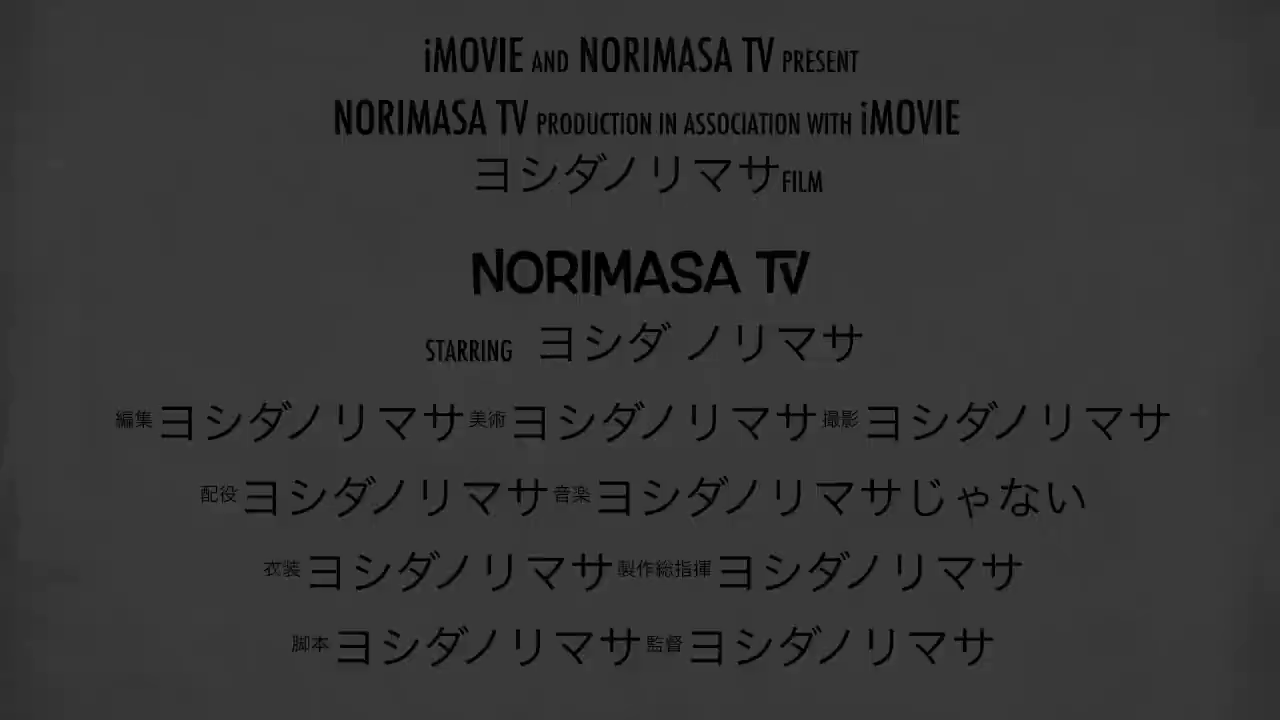 iMOVIE AND NORIMASA TV PRESENT
NORIMASA TV PRODUCTION IN ASSOCIATION WITH iMOVIE
ヨシダノリマサFILM
NORIMASA TV
STARRING ヨシダ ノリマサ
編集ヨシダノリマサ美術ヨシダノリマサ撮影ヨシダノリマサ
配役ヨシダノリマサ音楽ヨシダノリマサじゃない
衣装ヨシダノリマサ製作総指揮ヨシダノリマサ
脚本ヨシダノリマサ監督ヨシダノリマサ